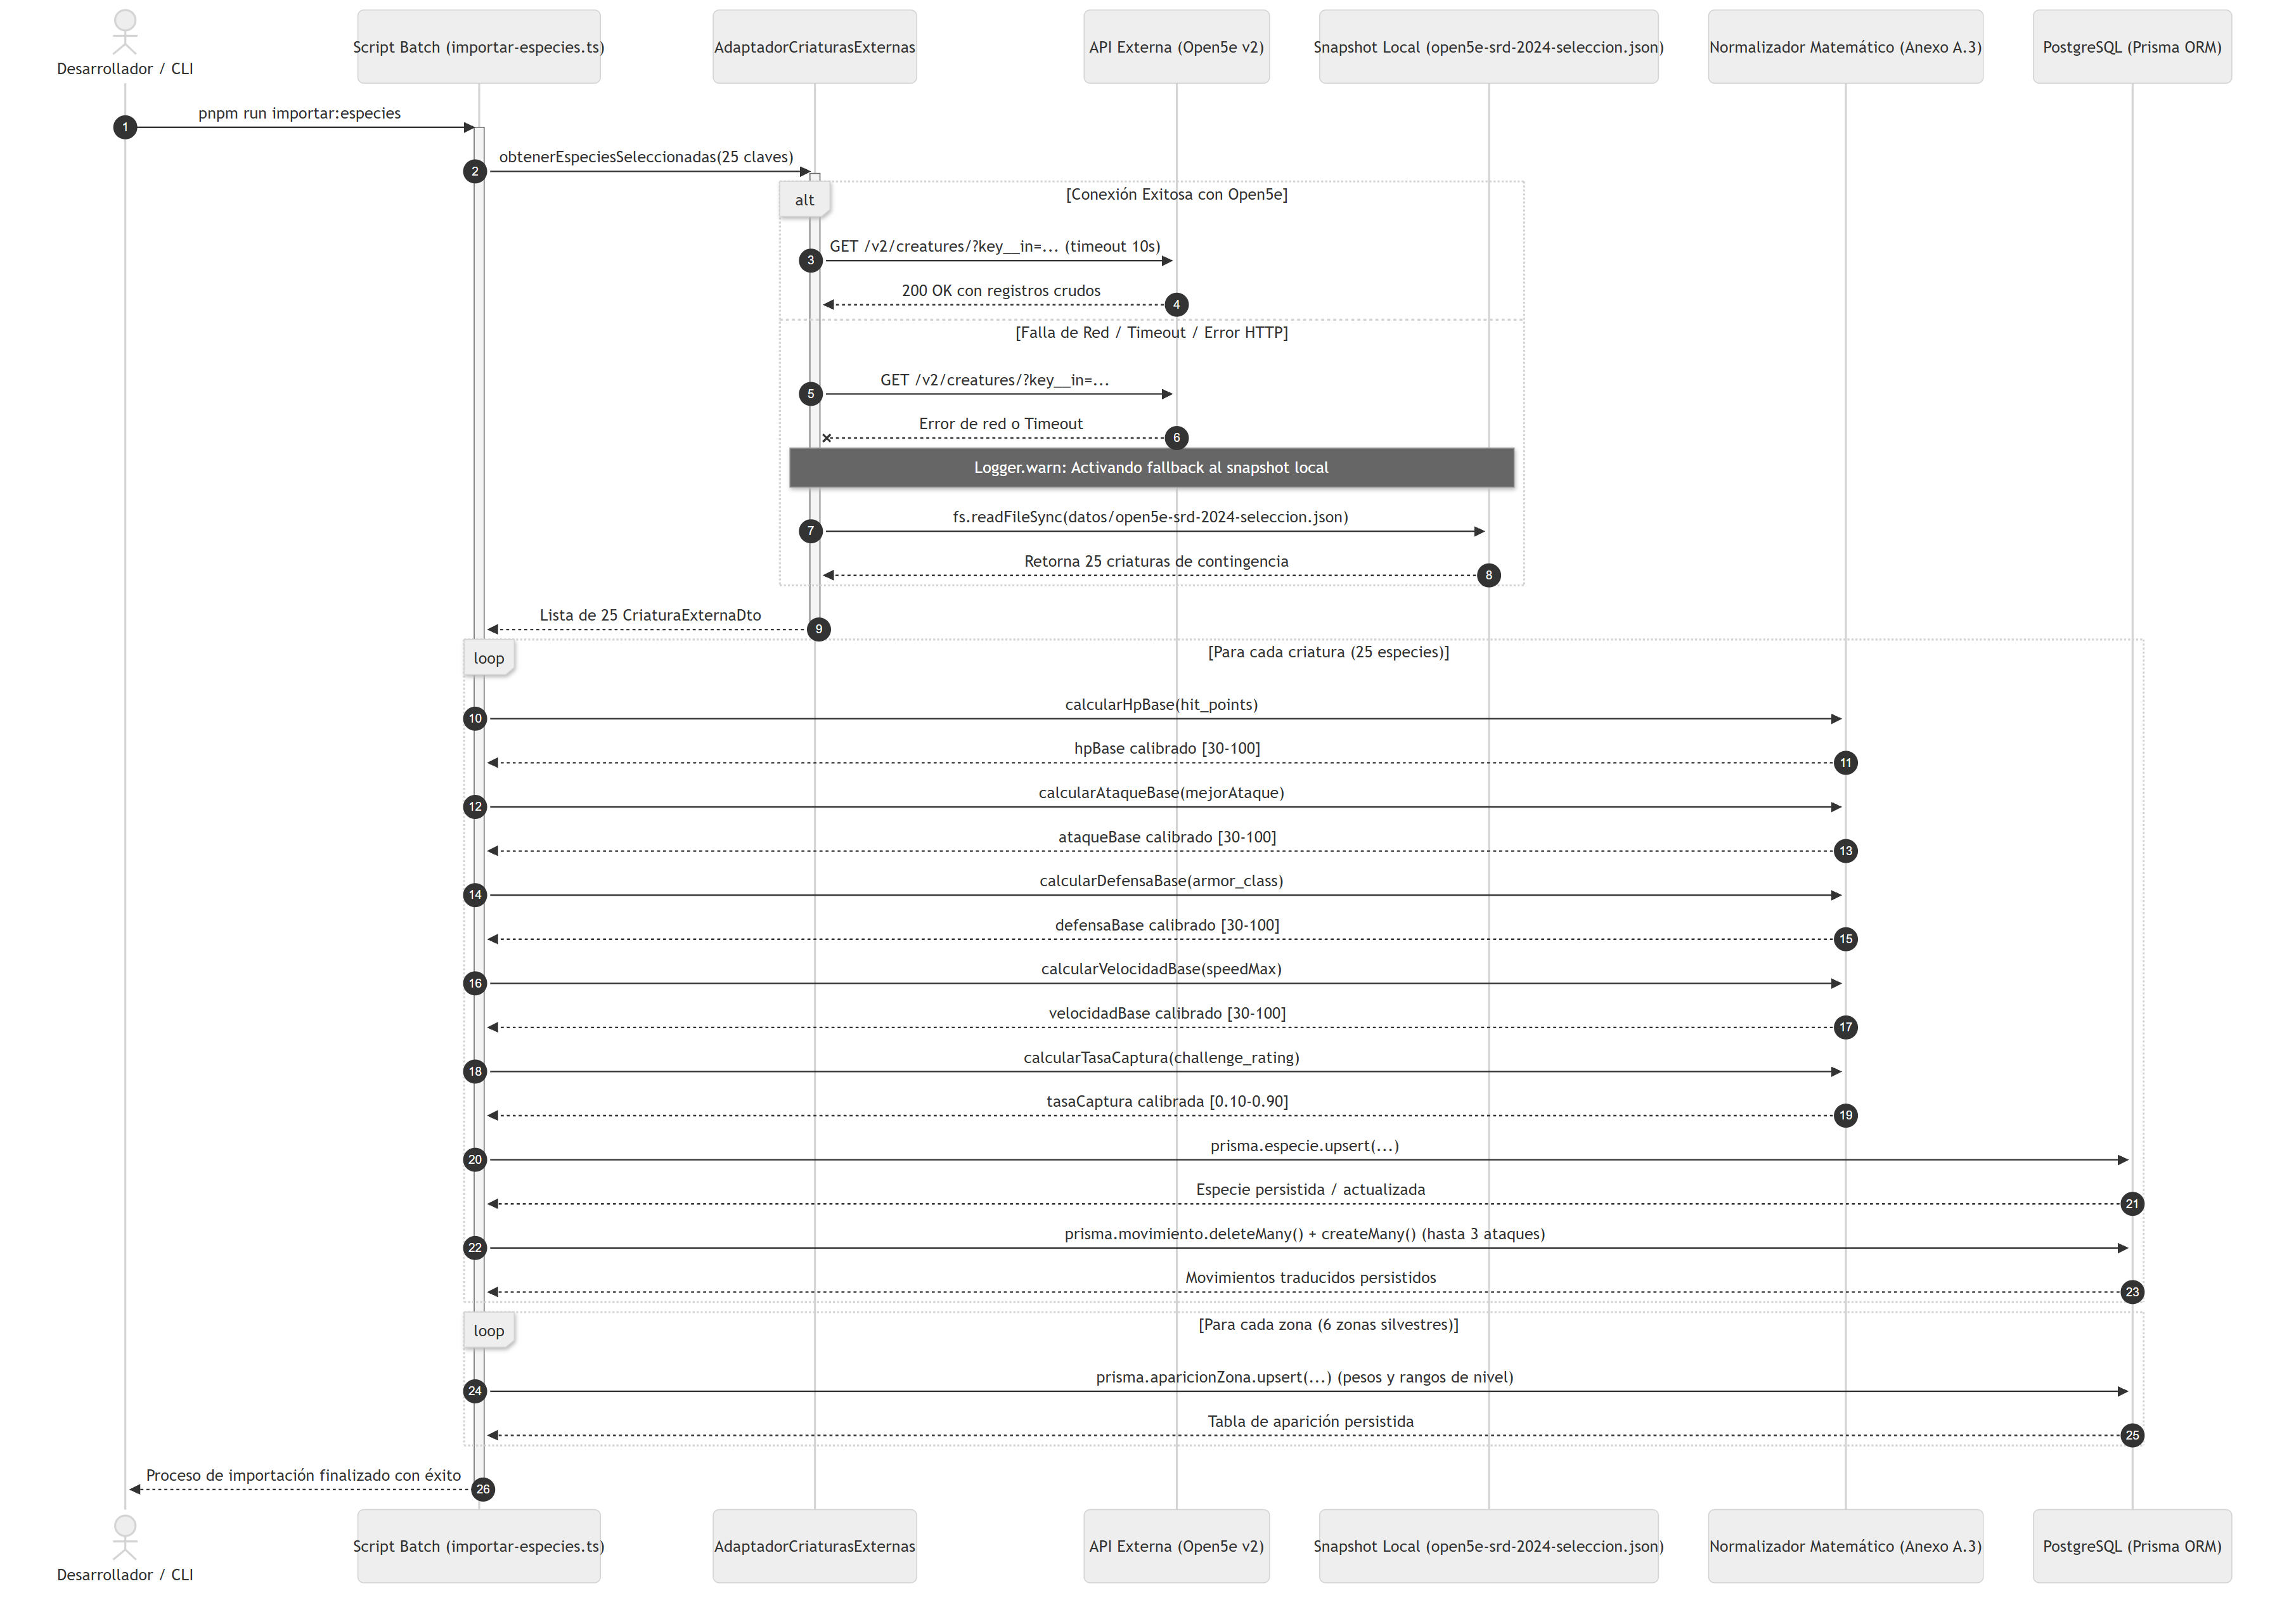 Desarrollador / CLI
Script Batch (importar-especies.ts)
AdaptadorCriaturasExternas
API Externa (Open5e v2)
Snapshot Local (open5e-srd-2024-seleccion.json)
Normalizador Matemático (Anexo A.3)
PostgreSQL (Prisma ORM)
pnpm run importar:especies
1
obtenerEspeciesSeleccionadas(25 claves)
2
alt
[Conexión Exitosa con Open5e]
GET /v2/creatures/?key__in=... (timeout 10s)
3
200 OK con registros crudos
4
[Falla de Red / Timeout / Error HTTP]
GET /v2/creatures/?key__in=...
5
Error de red o Timeout
6
Logger.warn: Activando fallback al snapshot local
fs.readFileSync(datos/open5e-srd-2024-seleccion.json)
7
Retorna 25 criaturas de contingencia
8
Lista de 25 CriaturaExternaDto
9
loop
[Para cada criatura (25 especies)]
calcularHpBase(hit_points)
10
hpBase calibrado [30-100]
11
calcularAtaqueBase(mejorAtaque)
12
ataqueBase calibrado [30-100]
13
calcularDefensaBase(armor_class)
14
defensaBase calibrado [30-100]
15
calcularVelocidadBase(speedMax)
16
velocidadBase calibrado [30-100]
17
calcularTasaCaptura(challenge_rating)
18
tasaCaptura calibrada [0.10-0.90]
19
prisma.especie.upsert(...)
20
Especie persistida / actualizada
21
prisma.movimiento.deleteMany() + createMany() (hasta 3 ataques)
22
Movimientos traducidos persistidos
23
loop
[Para cada zona (6 zonas silvestres)]
prisma.aparicionZona.upsert(...) (pesos y rangos de nivel)
24
Tabla de aparición persistida
25
Proceso de importación finalizado con éxito
26
Desarrollador / CLI
Script Batch (importar-especies.ts)
AdaptadorCriaturasExternas
API Externa (Open5e v2)
Snapshot Local (open5e-srd-2024-seleccion.json)
Normalizador Matemático (Anexo A.3)
PostgreSQL (Prisma ORM)